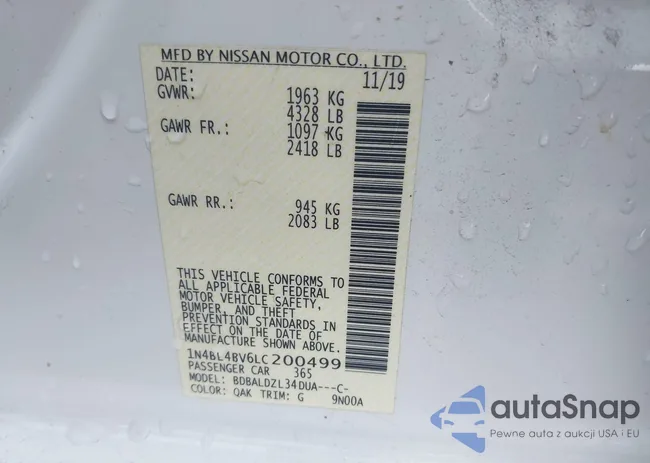 MFD BY NISSAN MOTOR CO., LTD.
DATE: 11/19
GVWR: 1963 KG
4328 LB
GAWR FR.: 1097 KG
2418 LB
GAWR RR.: 945 KG
2083 LB
THIS VEHICLE CONFORMS TO
ALL APPLICABLE FEDERAL
MOTOR VEHICLE SAFETY,
BUMPER, AND THEFT
PREVENTION STANDARDS IN
EFFECT ON THE DATE OF
MANUFACTURE SHOWN ABOVE.
1N4BL4BV6LC200499
PASSENGER CAR 365
MODEL: BDBALDZL34DUA---C-
COLOR: QAK TRIM: G 9N00A
autaSnap
Pewne auta z aukcji USA i EU